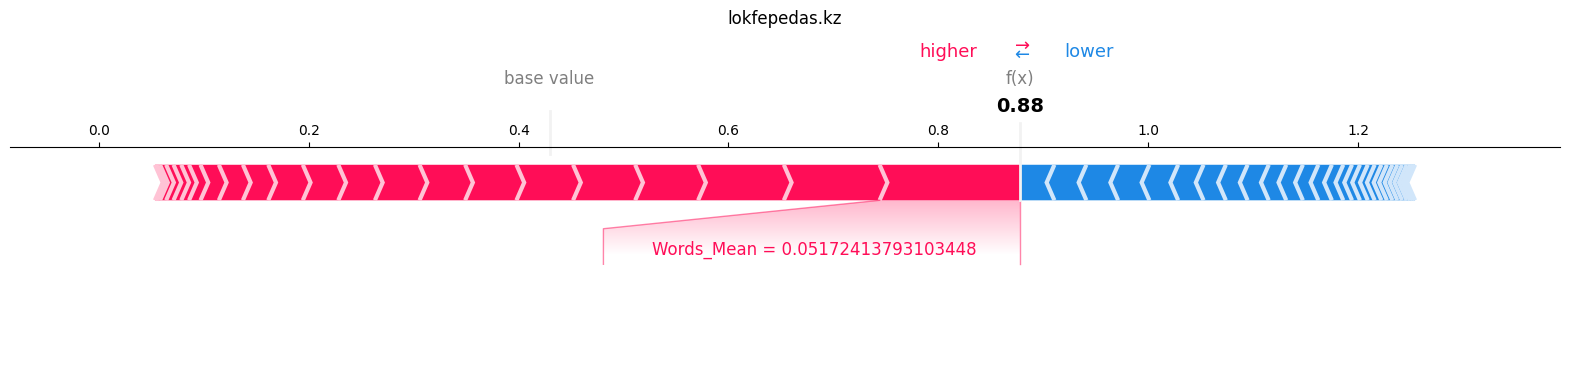 lokfepedas.kz
higher ⇄ lower
base value f(x)
0.88
0.0 0.2 0.4 0.6 0.8 1.0 1.2
Words_Mean = 0.05172413793103448